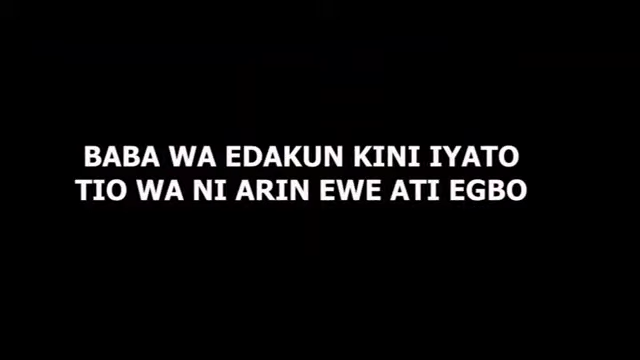 BABA WA EDAKUN KINI IYATO
TIO WA NI ARIN EWE ATI EGBO